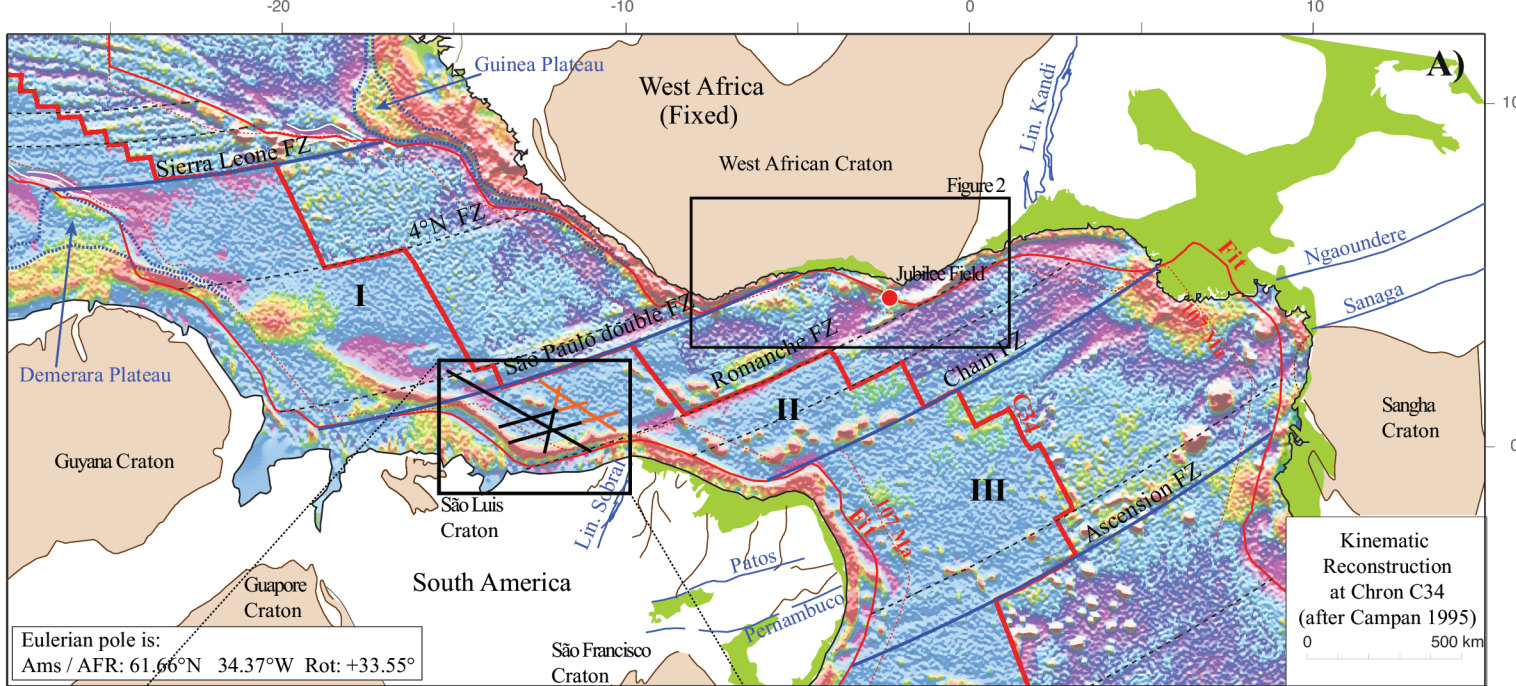 -20
-10
0
10
A)
Guinea Plateau
West Africa
(Fixed)
Lin. Kandi
10
West African Craton
Sierra Leone FZ
Figure 2
4°N FZ
Fit
Ngaoundere
Jubilee Field
Sanaga
I
107 Ma
São Paulo double FZ
Romanche FZ
Chain FZ
Demerara Plateau
II
C34
Sangha
Craton
Guyana Craton
0
III
São Luis
Craton
Lin. Sobral
Fit
107 Ma
Ascension FZ
Kinematic
Reconstruction
at Chron C34
(after Campan 1995)
0 500 km
Patos
South America
Guapore
Craton
Pernambuco
Eulerian pole is:
Ams / AFR: 61.66°N 34.37°W Rot: +33.55°
São Francisco
Craton